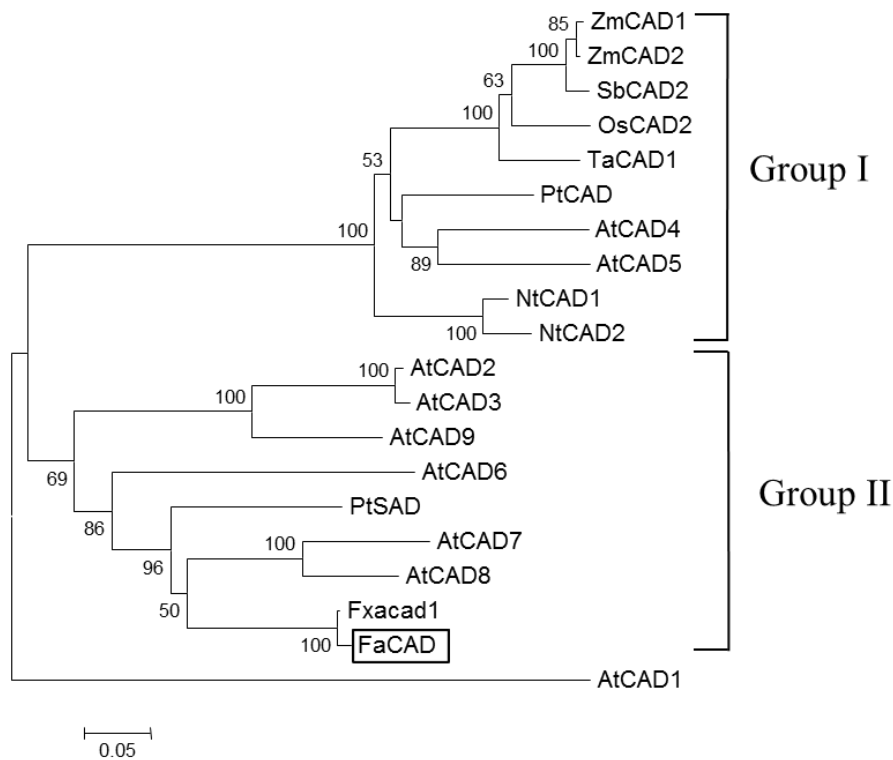 85
ZmCAD1
ZmCAD2
100
SbCAD2
63
OsCAD2
100
TaCAD1
53
PtCAD
100
AtCAD4
89
AtCAD5
NtCAD1
100
NtCAD2
Group I
100
AtCAD2
AtCAD3
100
AtCAD9
69
AtCAD6
86
PtSAD
96
100
AtCAD7
AtCAD8
50
Fxacad1
100
FaCAD
Group II
AtCAD1
0.05